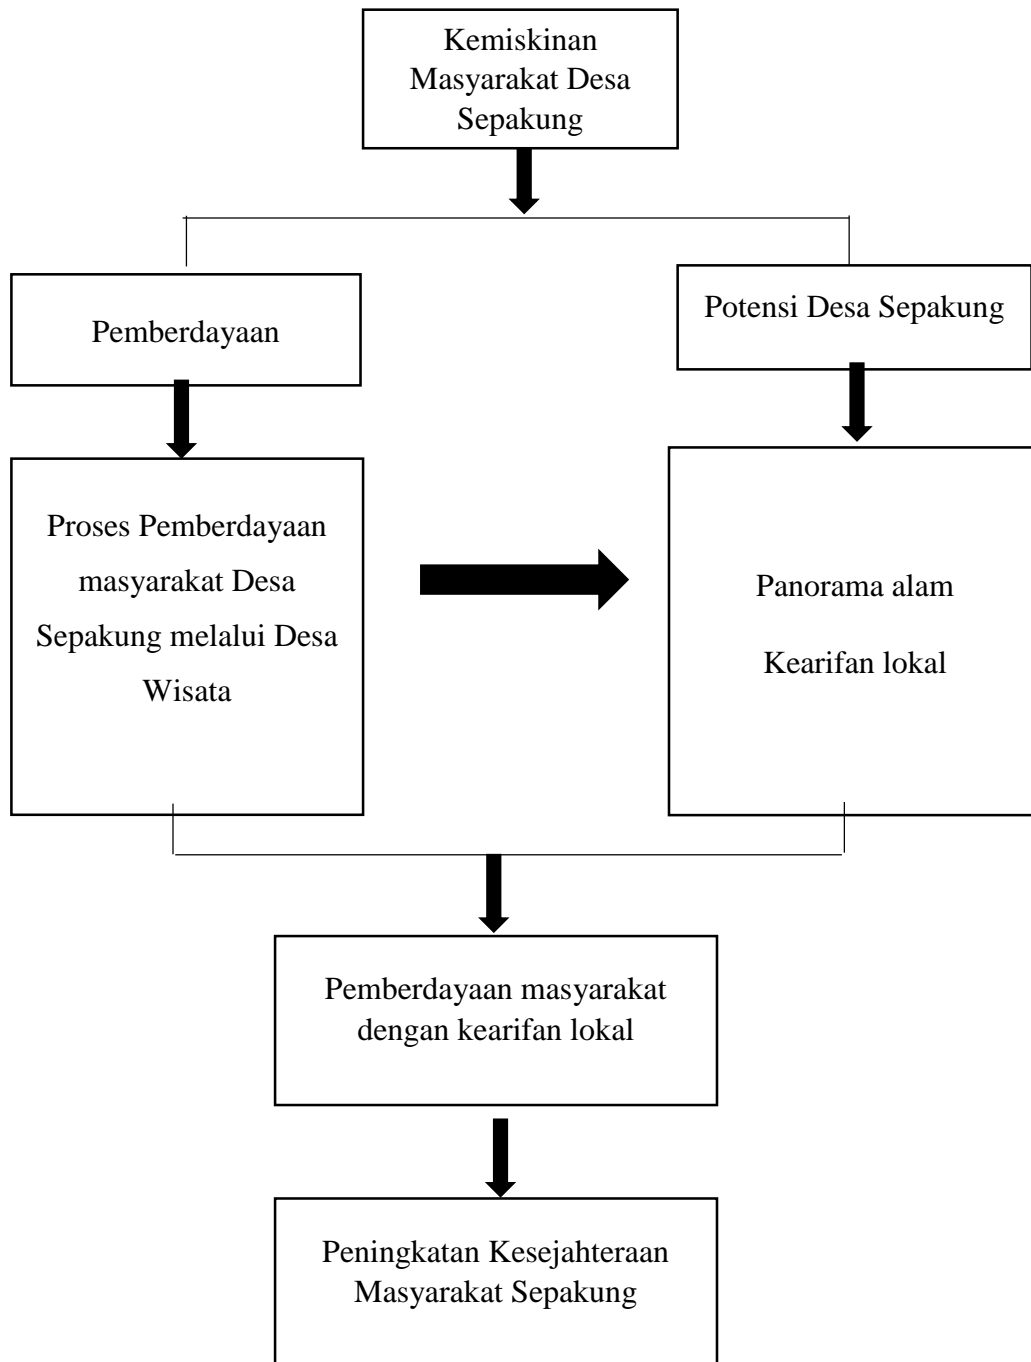 Kemiskinan
Masyarakat Desa
Sepakung
Pemberdayaan
Potensi Desa Sepakung
Proses Pemberdayaan
masyarakat Desa
Sepakung melalui Desa
Wisata
Panorama alam
Kearifan lokal
Pemberdayaan masyarakat
dengan kearifan lokal
Peningkatan Kesejahteraan
Masyarakat Sepakung